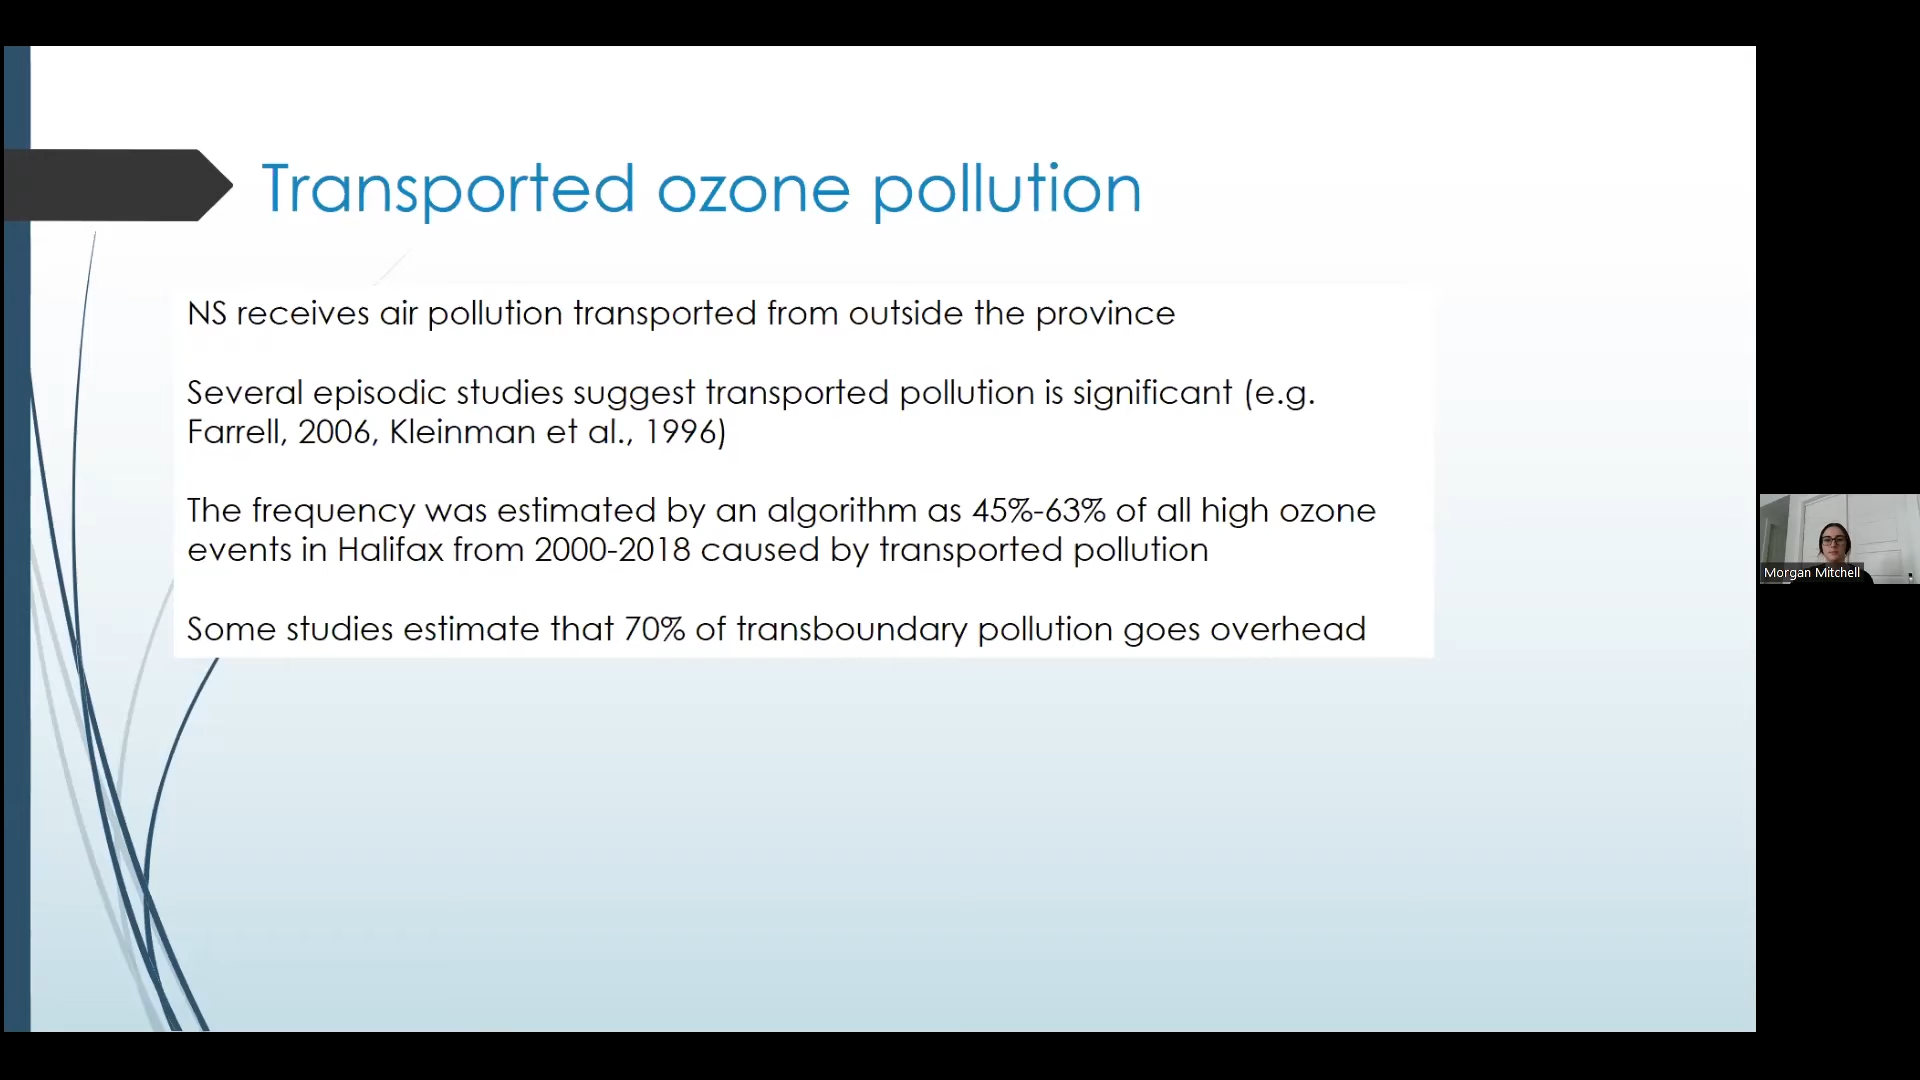 Transported ozone pollution
NS receives air pollution transported from outside the province
Several episodic studies suggest transported pollution is significant (e.g.
Farrell, 2006, Kleinman et al., 1996)
The frequency was estimated by an algorithm as 45%-63% of all high ozone
events in Halifax from 2000-2018 caused by transported pollution
Some studies estimate that 70% of transboundary pollution goes overhead
Morgan Mitchell